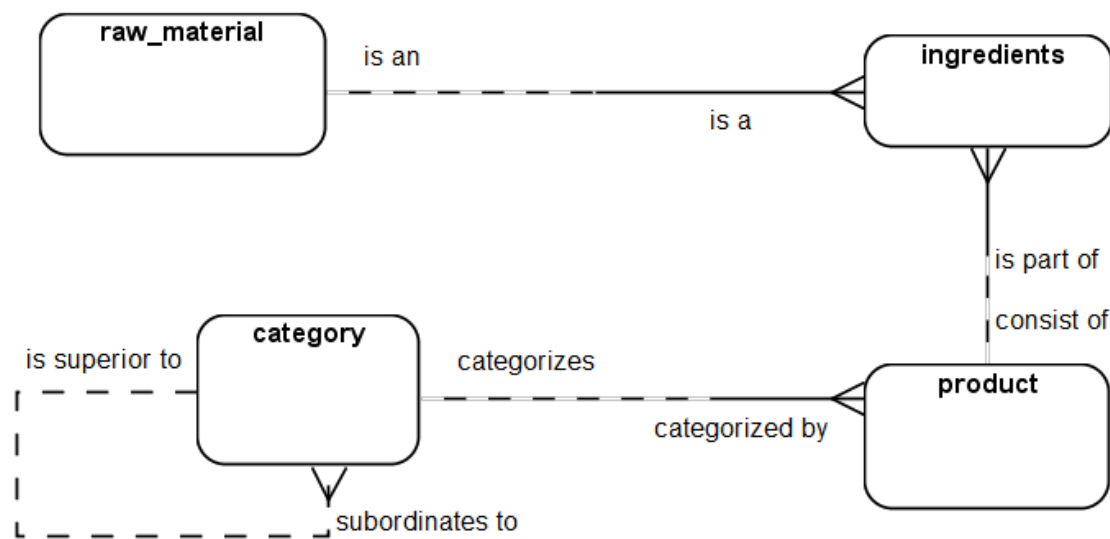 raw_material
ingredients
is an
is a
is part of
consist of
category
is superior to
categorizes
product
categorized by
subordinates to